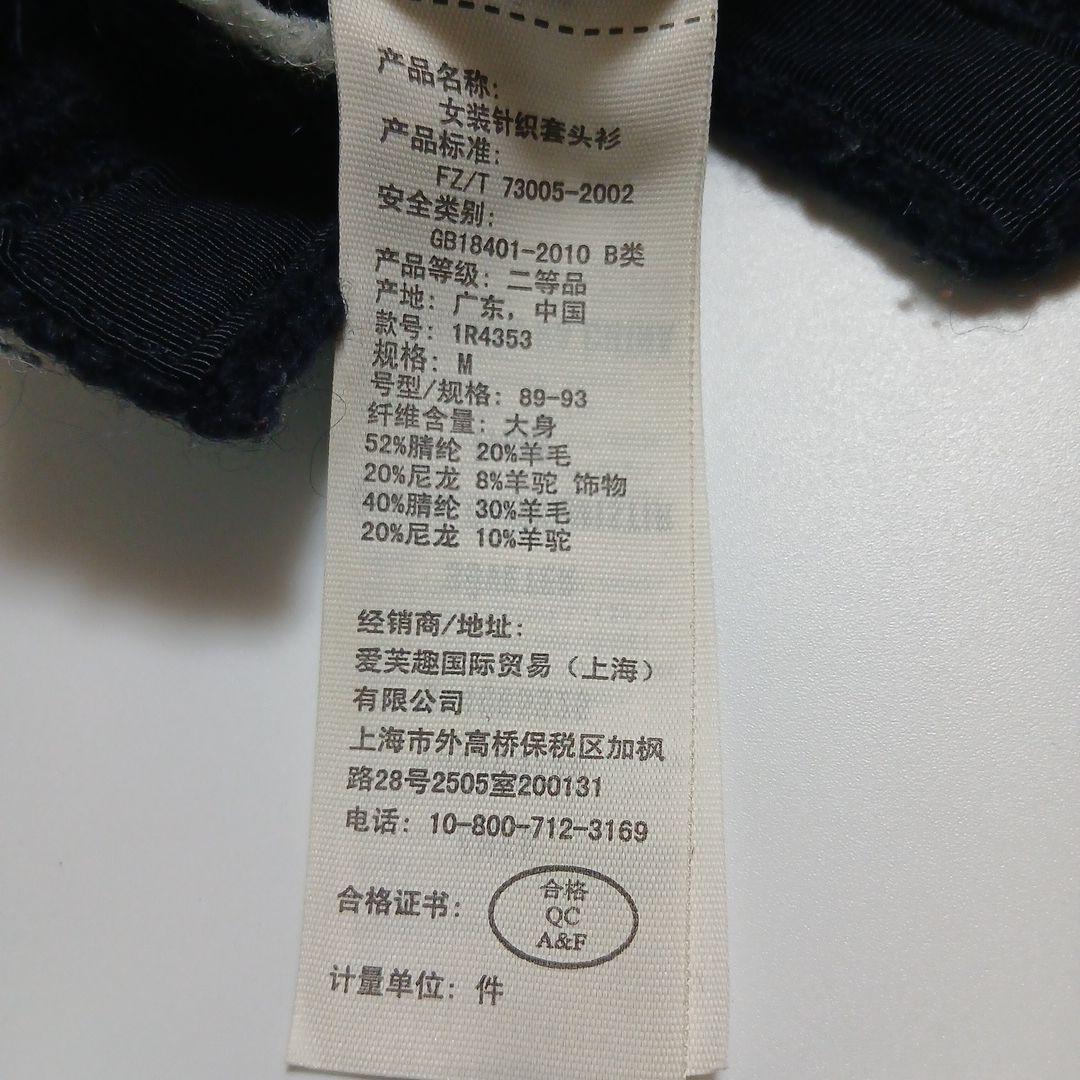 产品名称:
女装针织套头衫
产品标准:
FZ/T 73005-2002
安全类别:
GB18401-2010 B类
产品等级: 二等品
产地: 广东, 中国
款号: 1R4353
规格: M
号型/规格: 89-93
纤维含量: 大身
52%腈纶 20%羊毛
20%尼龙 8%羊驼 饰物
40%腈纶 30%羊毛
20%尼龙 10%羊驼
经销商/地址:
爱芙趣国际贸易(上海)
有限公司
上海市外高桥保税区加枫
路28号2505室200131
电话: 10-800-712-3169
合格证书:
合格
QC
A&F
计量单位: 件